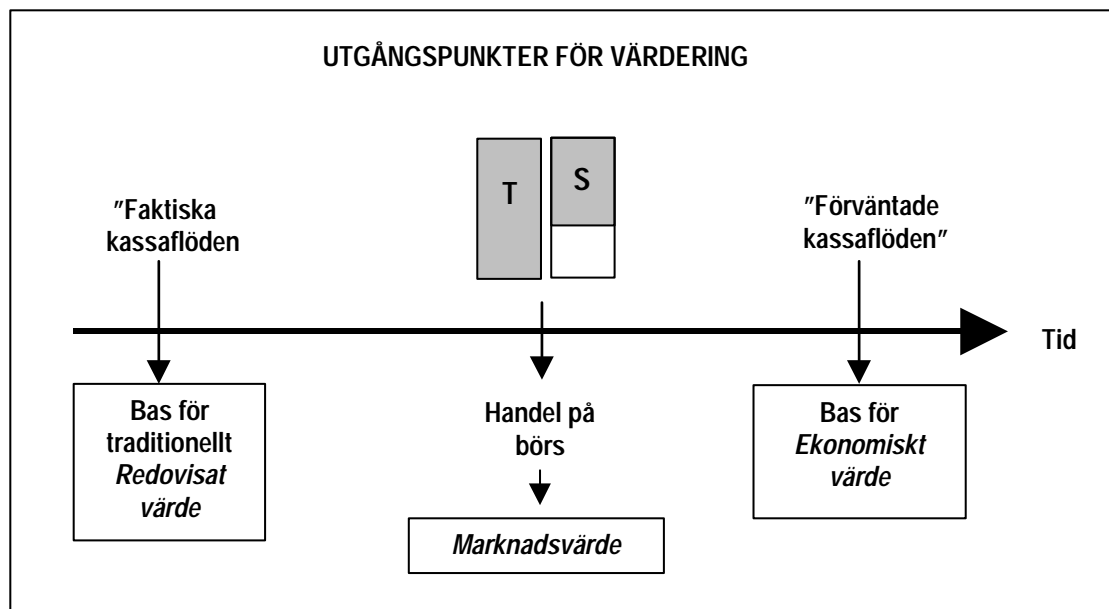 UTGÅNGSPUNKTER FÖR VÄRDERING
T
S
"Faktiska
kassaflöden
"Förväntade
kassaflöden"
Tid
Bas för
traditionellt
Redovisat
värde
Handel på
börs
Marknadsvärde
Bas för
Ekonomiskt
värde